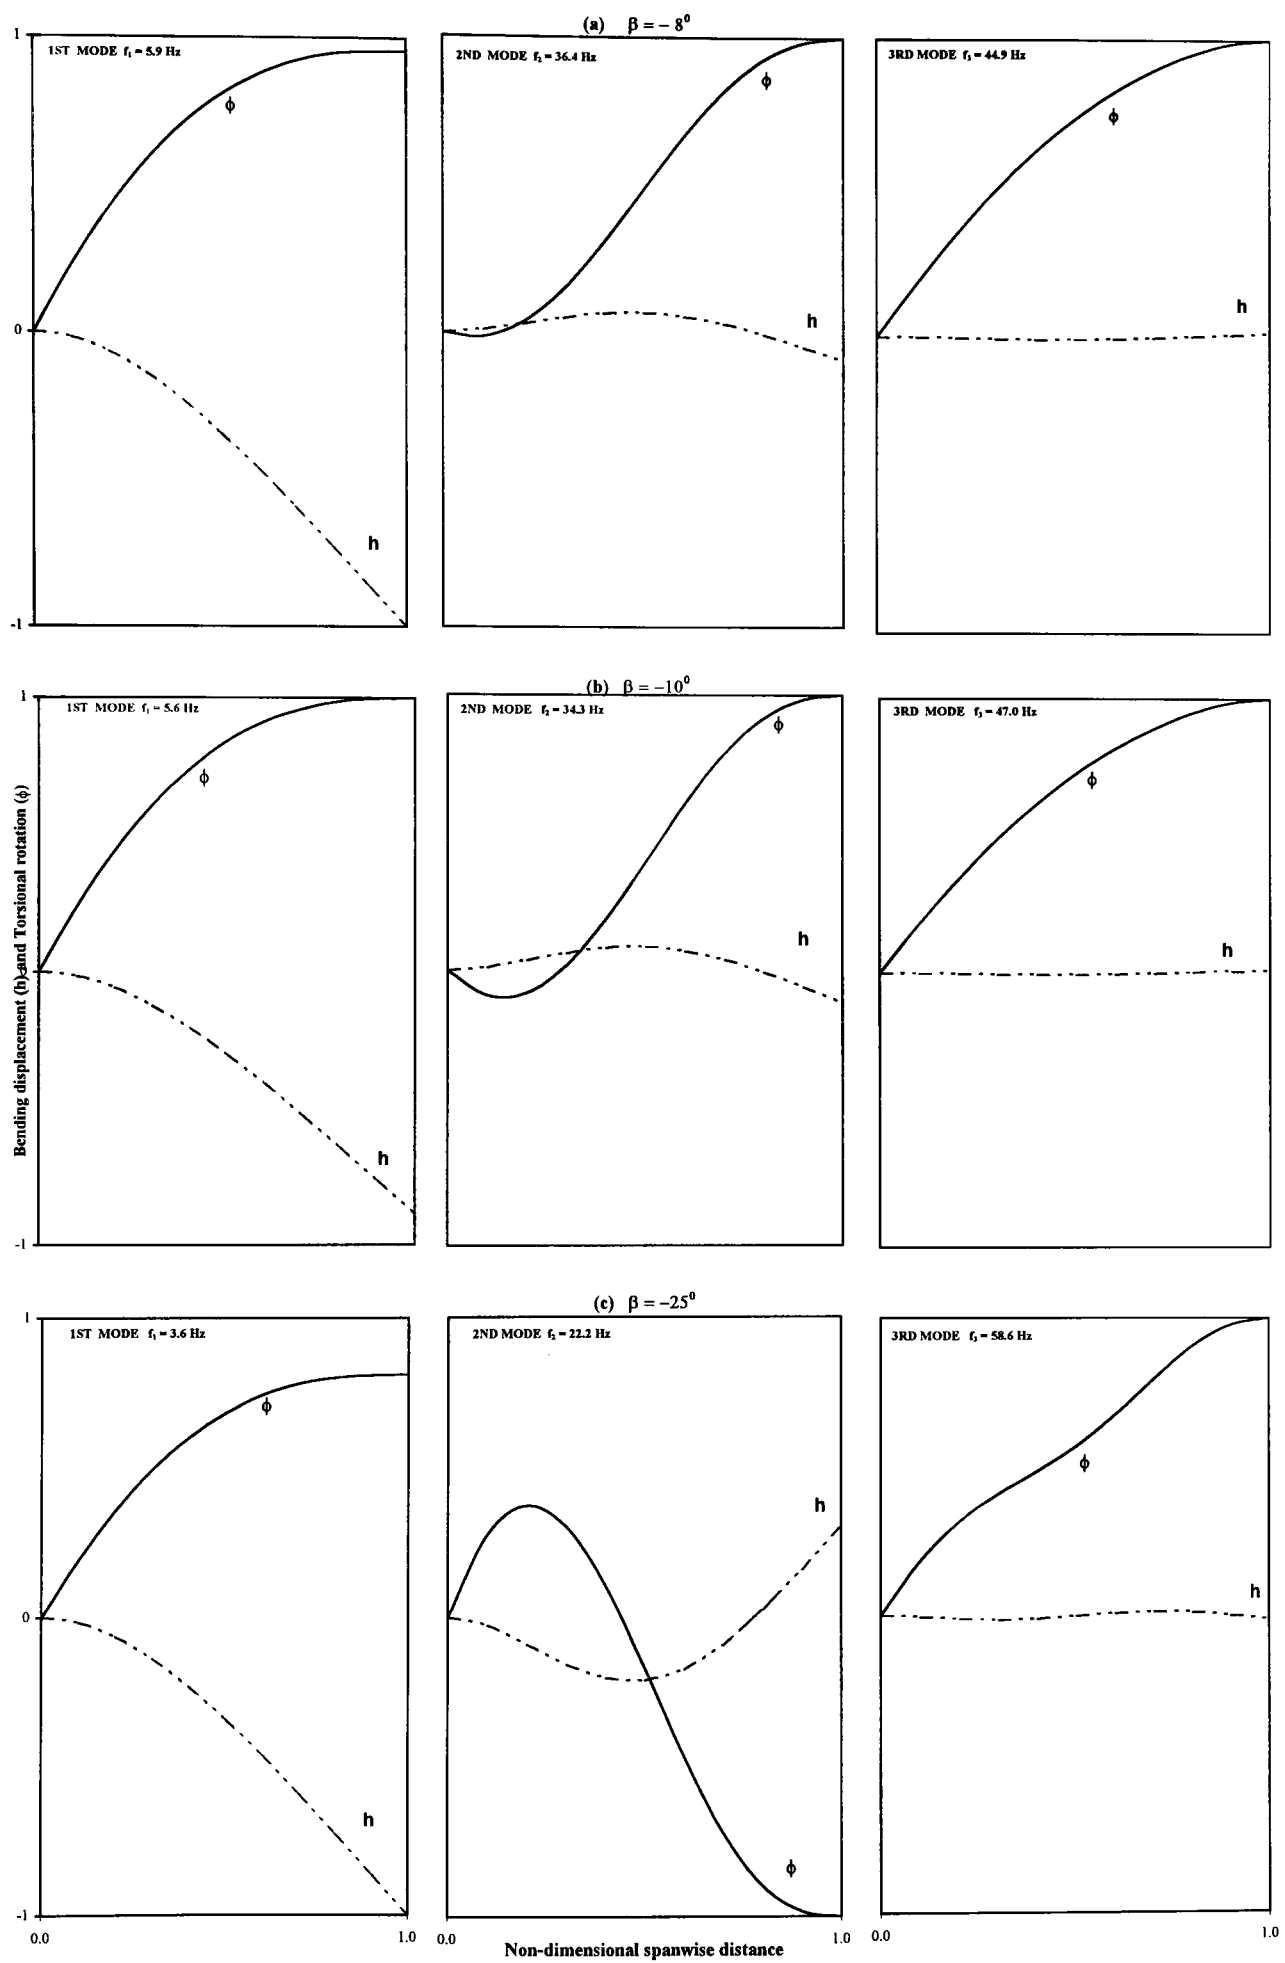 (a) β = − 8⁰
1
1ST MODE f₁ = 5.9 Hz
2ND MODE f₂ = 36.4 Hz
3RD MODE f₃ = 44.9 Hz
ϕ
ϕ
ϕ
0
h
h
h
-1
(b) β = −10⁰
1
1ST MODE f₁ = 5.6 Hz
2ND MODE f₂ = 34.3 Hz
3RD MODE f₃ = 47.0 Hz
ϕ
ϕ
ϕ
Bending displacement (h) and Torsional rotation (ϕ)
0
h
h
h
-1
(c) β = −25⁰
1
1ST MODE f₁ = 3.6 Hz
2ND MODE f₂ = 22.2 Hz
3RD MODE f₃ = 58.6 Hz
ϕ
ϕ
h
h
0
h
ϕ
-1
0.0 1.0 0.0 1.0 0.0 1.0
Non-dimensional spanwise distance